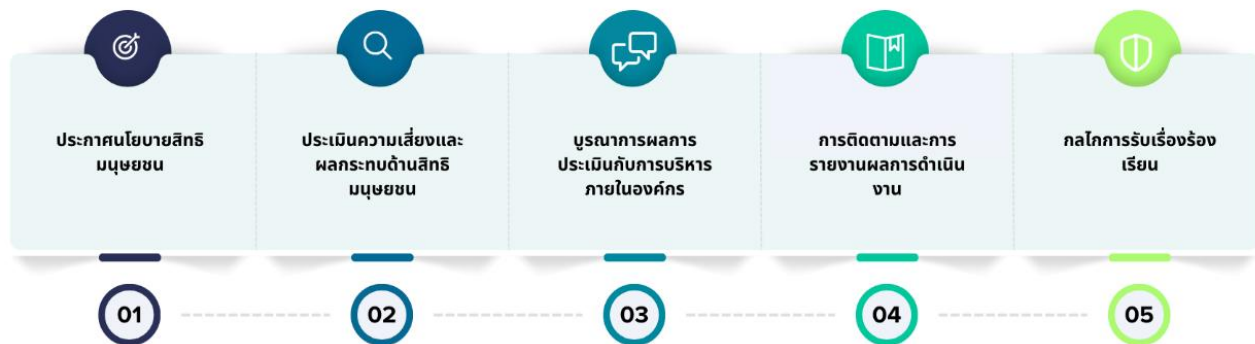 ประกาศนโยบายสิทธิ
มนุษยชน
ประเมินความเสี่ยงและ
ผลกระทบด้านสิทธิ
มนุษยชน
บูรณาการผลการ
ประเมินกับการบริหาร
ภายในองค์กร
การติดตามและการ
รายงานผลการดำเนิน
งาน
กลไกการรับเรื่องร้อง
เรียน
01
02
03
04
05